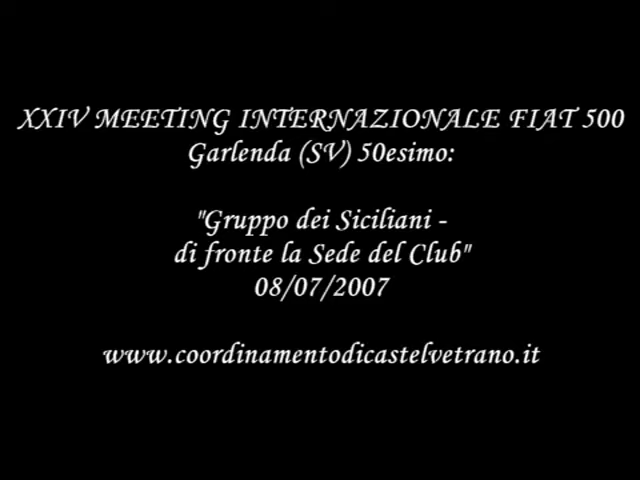 XXIV MEETING INTERNAZIONALE FIAT 500
Garlenda (SV) 50esimo:
"Gruppo dei Siciliani -
di fronte la Sede del Club"
08/07/2007
www.coordinamentodicastelvetrano.it